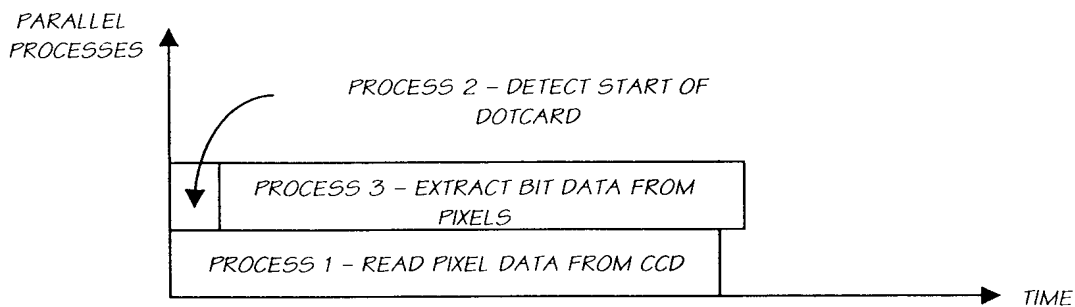 PARALLEL
PROCESSES
PROCESS 2 – DETECT START OF
DOTCARD
PROCESS 3 – EXTRACT BIT DATA FROM
PIXELS
PROCESS 1 – READ PIXEL DATA FROM CCD
TIME